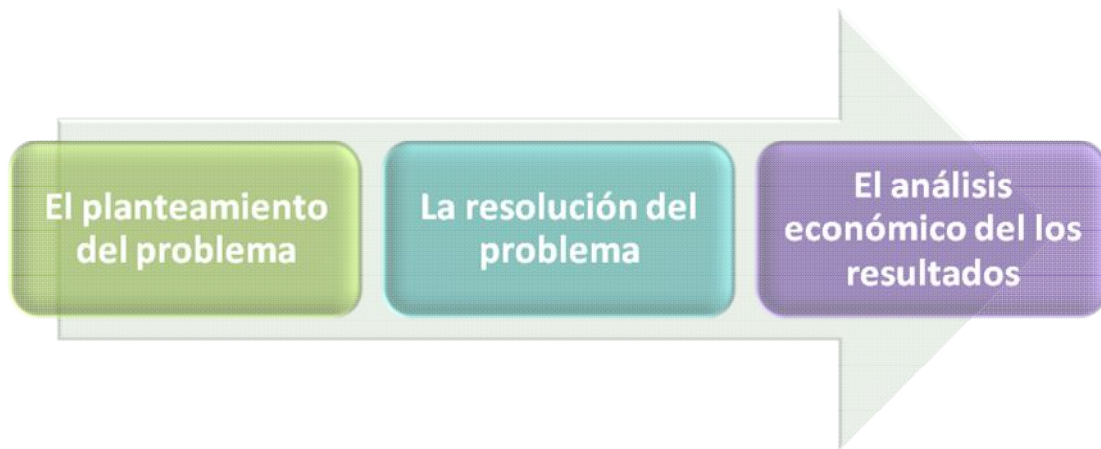 El planteamiento
del problema
La resolución del
problema
El análisis
económico del los
resultados